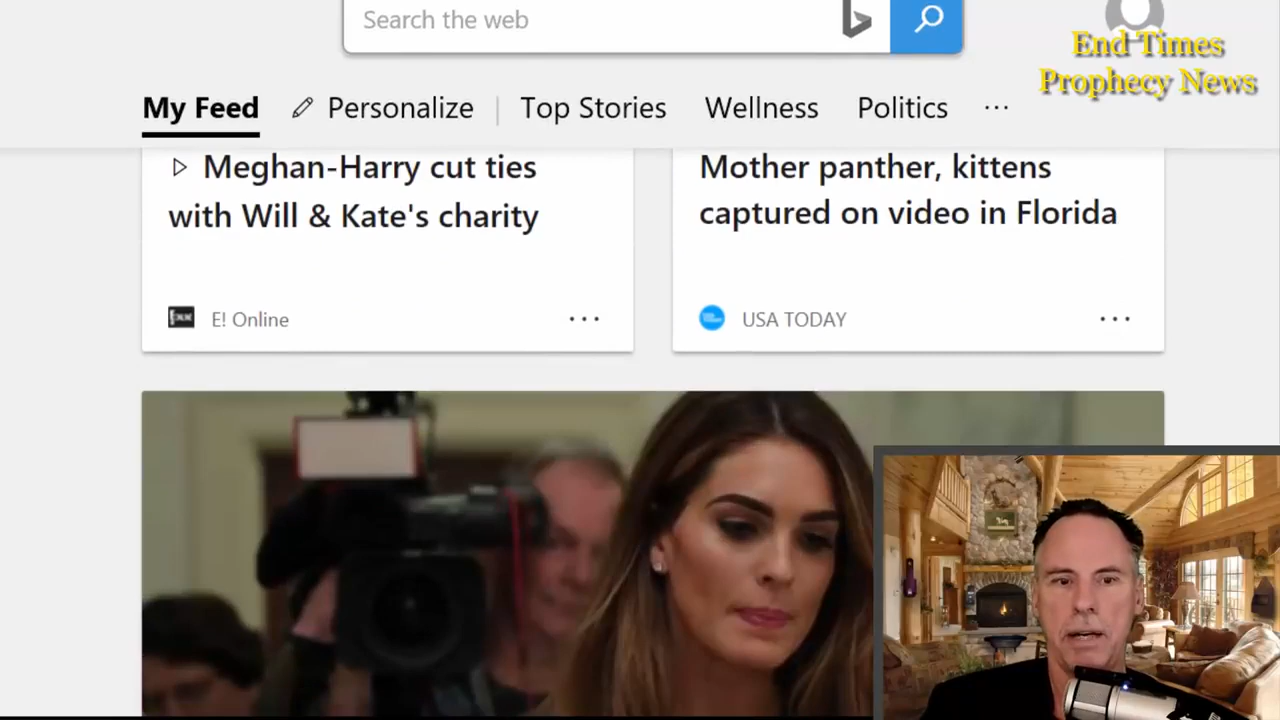 Search the web
End Times
Prophecy News
My Feed
Personalize
Top Stories
Wellness
Politics
Meghan-Harry cut ties
with Will & Kate's charity
Mother panther, kittens
captured on video in Florida
E! Online
USA TODAY